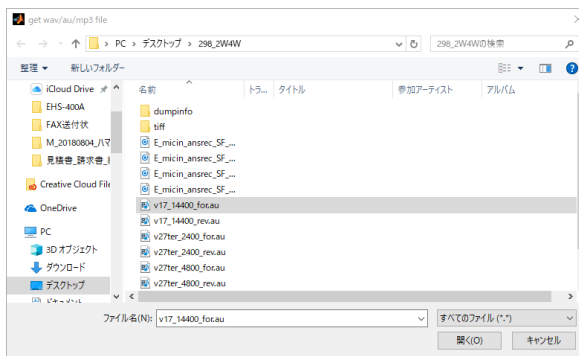 get wav/au/mp3 file
PC › デスクトップ › 298_2W4W
298_2W4Wの検索
整理 新しいフォルダー
名前 トラ... タイトル 参加アーティスト アルバム
iCloud Drive
EHS-400A
FAX送付状
M_20180804_ハマ
見積書_請求書_
Creative Cloud File
OneDrive
PC
3D オブジェクト
ダウンロード
デスクトップ
ドキュメント
dumpinfo
tiff
E_micin_ansrec_SF_...
E_micin_ansrec_SF_...
E_micin_ansrec_SF_...
E_micin_ansrec_SF_...
v17_14400_for.au
v17_14400_rev.au
v27ter_2400_for.au
v27ter_2400_rev.au
v27ter_4800_for.au
v27ter_4800_rev.au
ファイル名(N): v17_14400_for.au
すべてのファイル (*.*)
開く(O) キャンセル